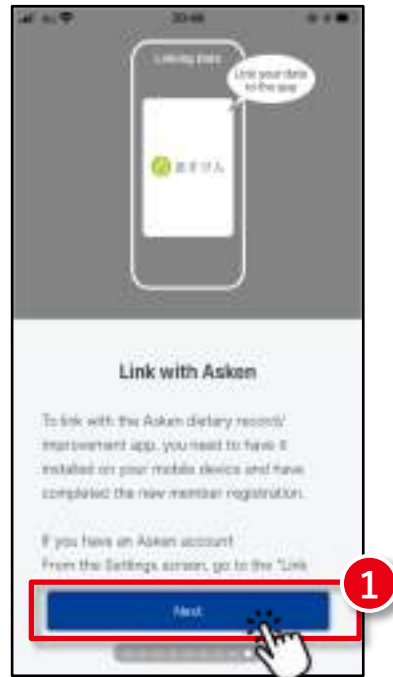 20:48
Linking Data
Link your data
to the app
あすけん
Link with Asken
To link with the Asken dietary record/
improvement app, you need to have it
installed on your mobile device and have
completed the new member registration.
If you have an Asken account
From the Settings screen, go to the "Link
Next
1